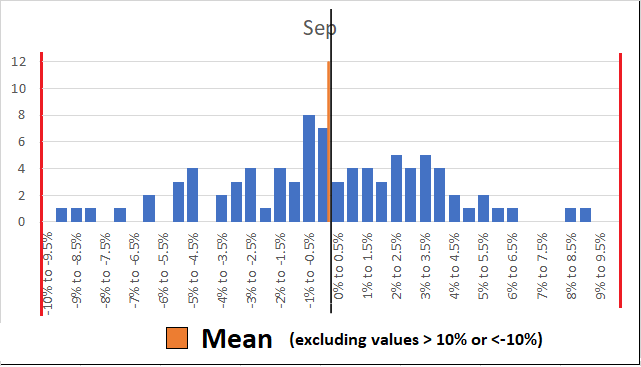 Sep
12
10
8
6
4
2
0
-10% to -9.5%
-9% to -8.5%
-8% to -7.5%
-7% to -6.5%
-6% to -5.5%
-5% to -4.5%
-4% to -3.5%
-3% to -2.5%
-2% to -1.5%
-1% to -0.5%
0% to 0.5%
1% to 1.5%
2% to 2.5%
3% to 3.5%
4% to 4.5%
5% to 5.5%
6% to 6.5%
7% to 7.5%
8% to 8.5%
9% to 9.5%
Mean (excluding values > 10% or <-10%)